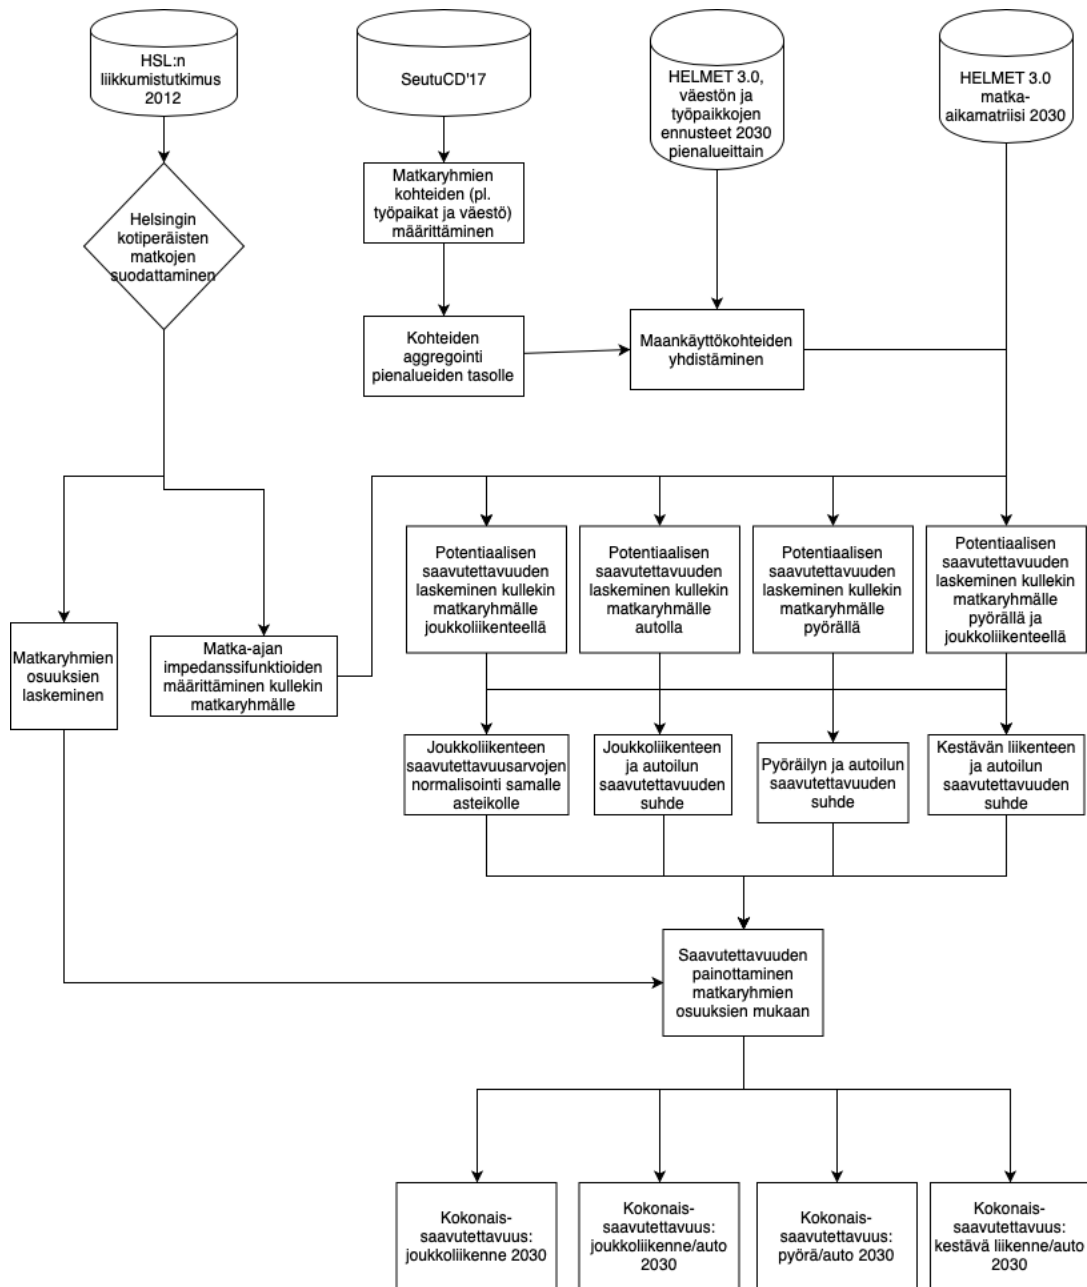 HSL:n
liikkumistutkimus
2012
SeutuCD'17
HELMET 3.0,
väestön ja
työpaikkojen
ennusteet 2030
pienalueittain
HELMET 3.0
matka-
aikamatriisi 2030
Matkaryhmien
kohteiden (pl.
työpaikat ja väestö)
määrittäminen
Helsingin
kotiperäisten
matkojen
suodattaminen
Kohteiden
aggregointi
pienalueiden tasolle
Maankäyttökohteiden
yhdistäminen
Potentiaalisen
saavutettavuuden
laskeminen kullekin
matkaryhmälle
joukkoliikenteellä
Potentiaalisen
saavutettavuuden
laskeminen kullekin
matkaryhmälle
autolla
Potentiaalisen
saavutettavuuden
laskeminen kullekin
matkaryhmälle
pyörällä
Potentiaalisen
saavutettavuuden
laskeminen kullekin
matkaryhmälle
pyörällä ja
joukkoliikenteellä
Matkaryhmien
osuuksien
laskeminen
Matka-ajan
impedanssifunktioiden
määrittäminen kullekin
matkaryhmälle
Joukkoliikenteen
saavutettavuusarvojen
normalisointi samalle
asteikolle
Joukkoliikenteen
ja autoilun
saavutettavuuden
suhde
Pyöräilyn ja autoilun
saavutettavuuden
suhde
Kestävän liikenteen
ja autoilun
saavutettavuuden
suhde
Saavutettavuuden
painottaminen
matkaryhmien
osuuksien mukaan
Kokonais-
saavutettavuus:
joukkoliikenne 2030
Kokonais-
saavutettavuus:
joukkoliikenne/auto
2030
Kokonais-
saavutettavuus:
pyörä/auto 2030
Kokonais-
saavutettavuus:
kestävä liikenne/auto
2030